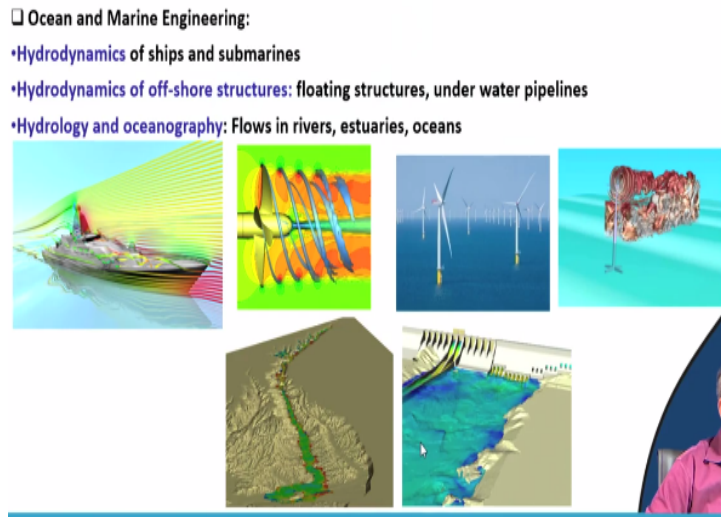 ❑ Ocean and Marine Engineering:
•Hydrodynamics of ships and submarines
•Hydrodynamics of off-shore structures: floating structures, under water pipelines
•Hydrology and oceanography: Flows in rivers, estuaries, oceans